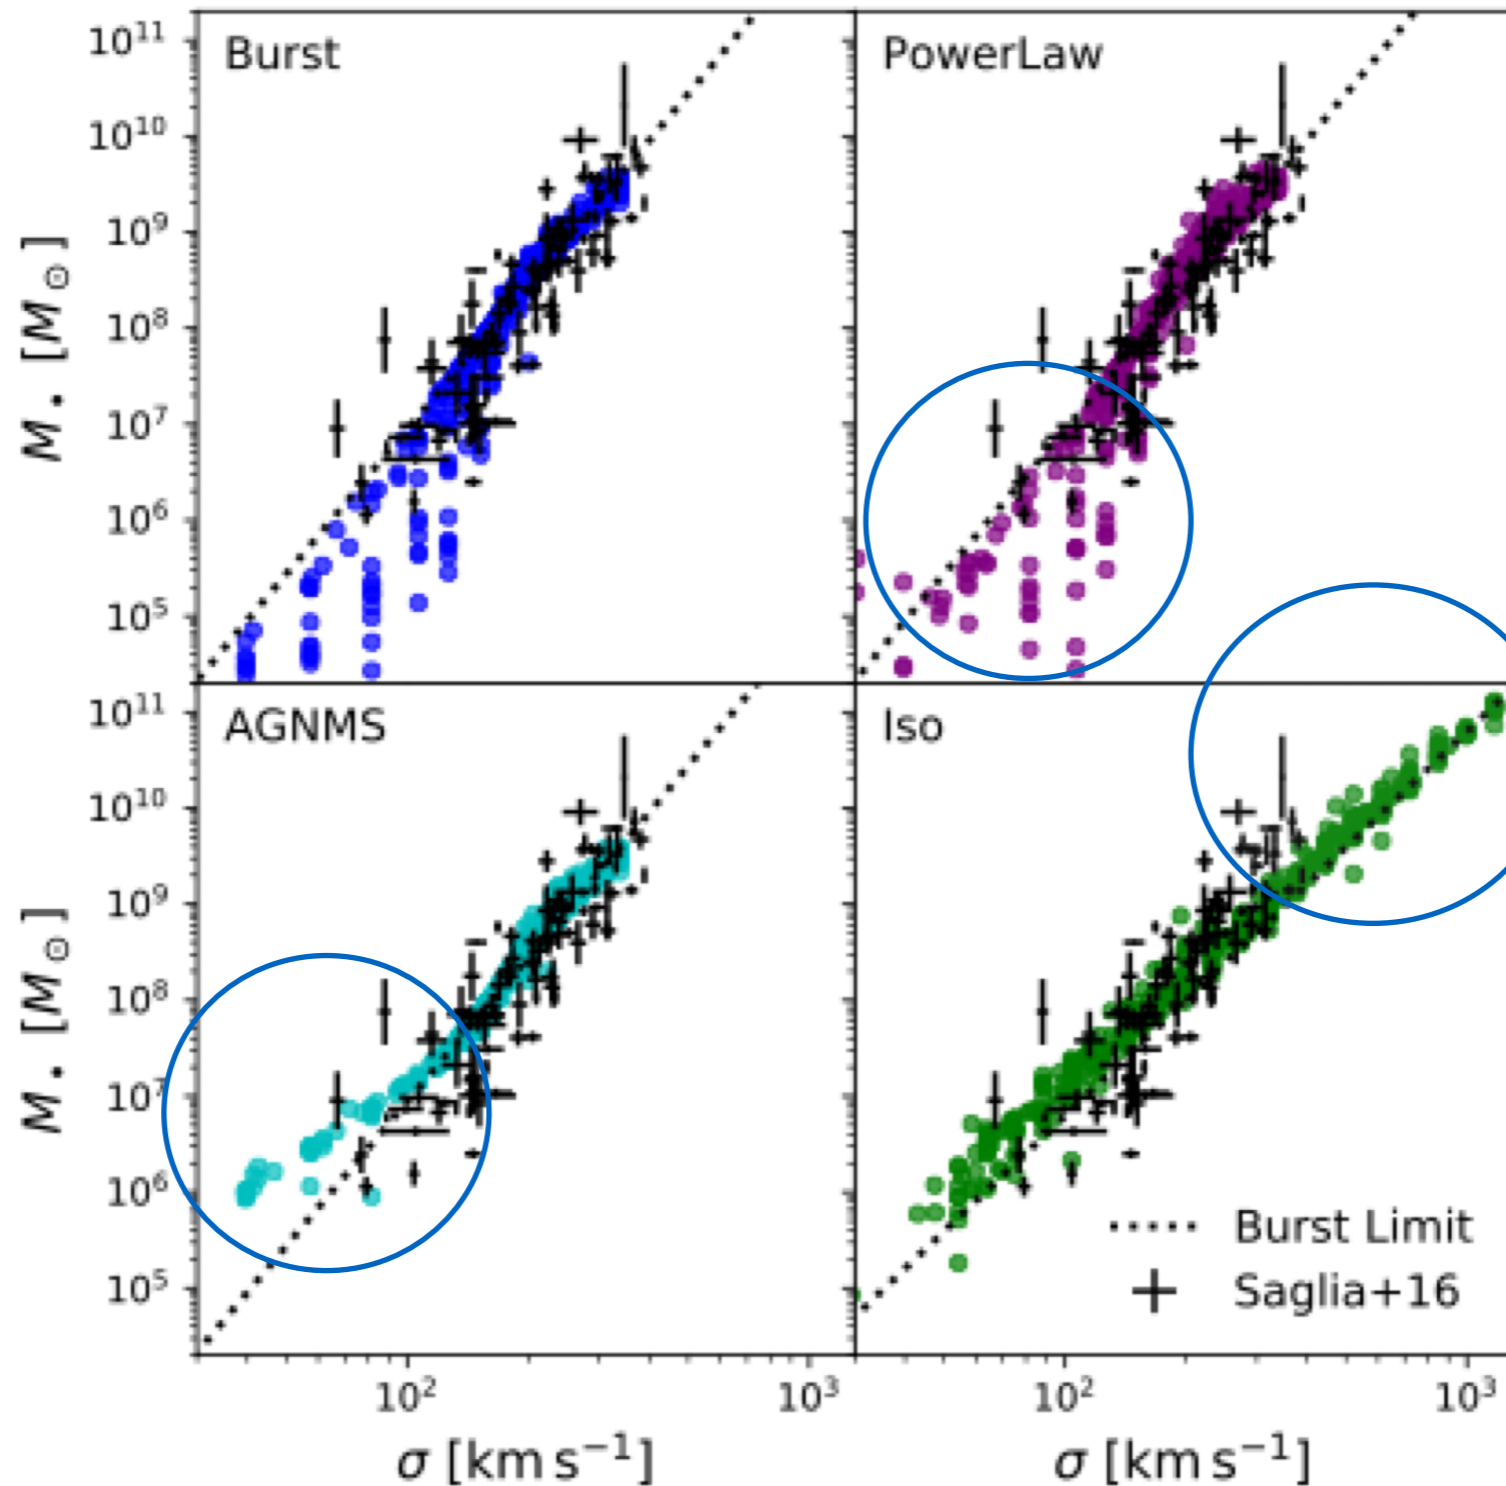 Burst
PowerLaw
10¹¹
10¹⁰
10⁹
10⁸
10⁷
10⁶
10⁵
M• [M⊙]
AGNMS
Iso
10¹¹
10¹⁰
10⁹
10⁸
10⁷
10⁶
10⁵
M• [M⊙]
Burst Limit
Saglia+16
10² 10³ 10² 10³
σ [km s⁻¹] σ [km s⁻¹]